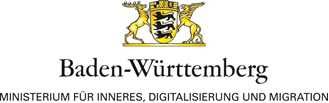 Baden-Württemberg
MINISTERIUM FÜR INNERES, DIGITALISIERUNG UND MIGRATION